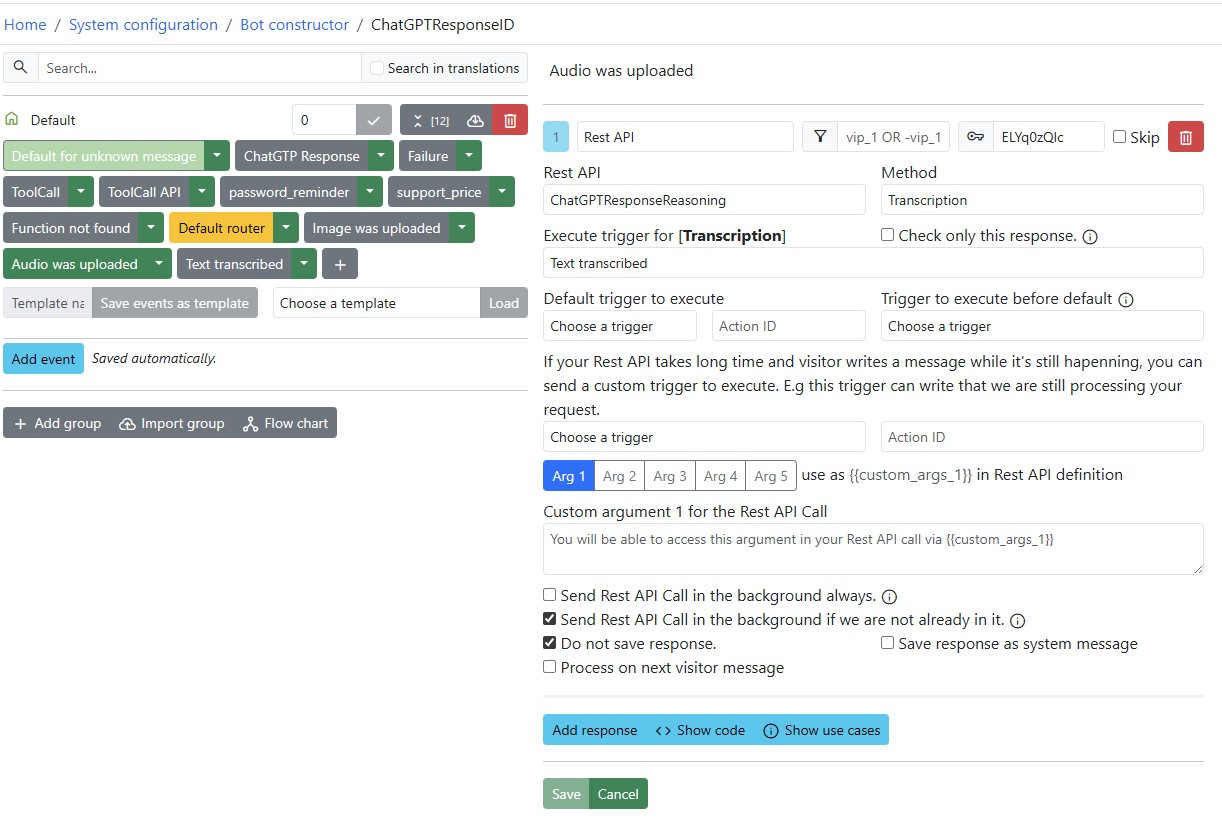 Home / System configuration / Bot constructor / ChatGPTResponseID
Search... Search in translations
Default 0 [12]
Default for unknown message ChatGTP Response Failure
ToolCall ToolCall API password_reminder support_price
Function not found Default router Image was uploaded
Audio was uploaded Text transcribed +
Template na Save events as template Choose a template Load
Add event Saved automatically.
+ Add group Import group Flow chart
Audio was uploaded
1 Rest API vip_1 OR -vip_1 ELYq0zQIc Skip
Rest API Method
ChatGPTResponseReasoning Transcription
Execute trigger for [Transcription] Check only this response.
Text transcribed
Default trigger to execute Trigger to execute before default
Choose a trigger Action ID Choose a trigger
If your Rest API takes long time and visitor writes a message while it's still hapenning, you can
send a custom trigger to execute. E.g this trigger can write that we are still processing your
request.
Choose a trigger Action ID
Arg 1 Arg 2 Arg 3 Arg 4 Arg 5 use as {{custom_args_1}} in Rest API definition
Custom argument 1 for the Rest API Call
You will be able to access this argument in your Rest API call via {{custom_args_1}}
Send Rest API Call in the background always.
Send Rest API Call in the background if we are not already in it.
Do not save response. Save response as system message
Process on next visitor message
Add response <> Show code Show use cases
Save Cancel